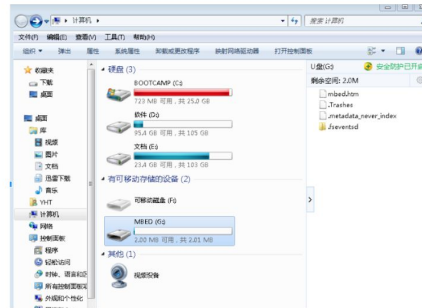 计算机
搜索 计算机
文件(F) 编辑(E) 查看(V) 工具(T) 帮助(H)
组织 弹出 属性 系统属性 卸载或更改程序 映射网络驱动器 打开控制面板
收藏夹
下载
桌面
桌面
库
视频
图片
文档
迅雷下载
音乐
YHT
计算机
网络
控制面板
程序
轻松访问
时钟、语言和区
所有控制面板项
外观和个性化
硬盘 (3)
BOOTCAMP (C:)
723 MB 可用，共 25.0 GB
软件 (D:)
95.4 GB 可用，共 105 GB
文档 (E:)
23.4 GB 可用，共 103 GB
有可移动存储的设备 (2)
可移动磁盘 (F:)
MBED (G:)
2.00 MB 可用，共 2.01 MB
其他 (1)
视频设备
U盘(G:) 安全防护已开启
剩余空间: 2.0M
mbed.htm
.Trashes
.metadata_never_index
.fseventsd